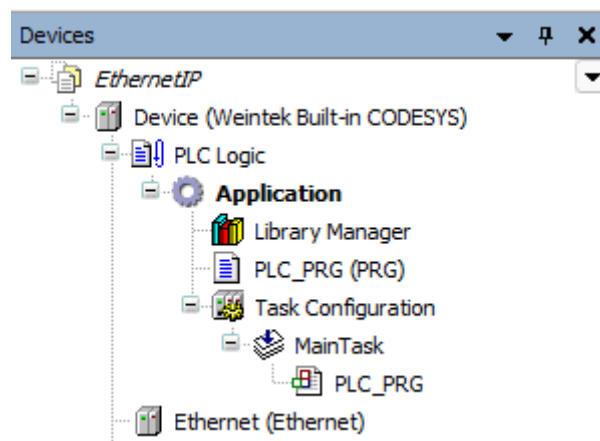 Devices
EthernetIP
Device (Weintek Built-in CODESYS)
PLC Logic
Application
Library Manager
PLC_PRG (PRG)
Task Configuration
MainTask
PLC_PRG
Ethernet (Ethernet)